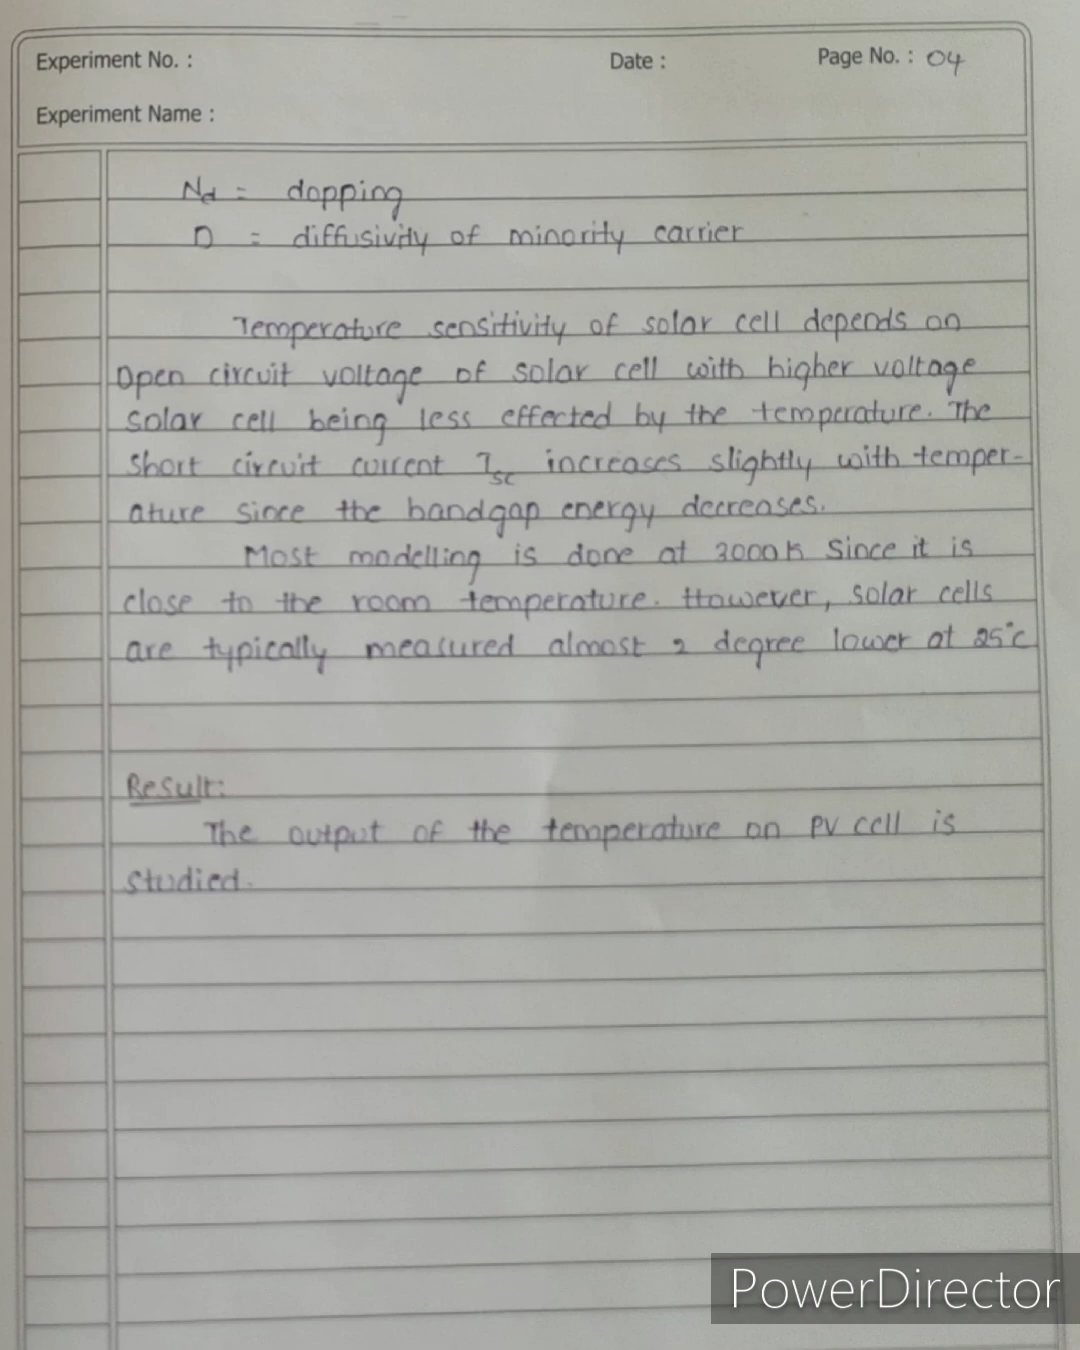 Experiment No. : Date : Page No. : 04
Experiment Name :
Nd = dopping
D = diffusivity of minority carrier
Temperature sensitivity of solar cell depends on
Open circuit voltage of solar cell with higher voltage
solar cell being less effected by the temperature. The
short circuit current Isc increases slightly with temper-
ature since the bandgap energy decreases.
Most modelling is done at 3000K Since it is
close to the room temperature. However, solar cells
are typically measured almost 2 degree lower at 25°C
Result:
The output of the temperature on PV cell is
studied.
PowerDirector